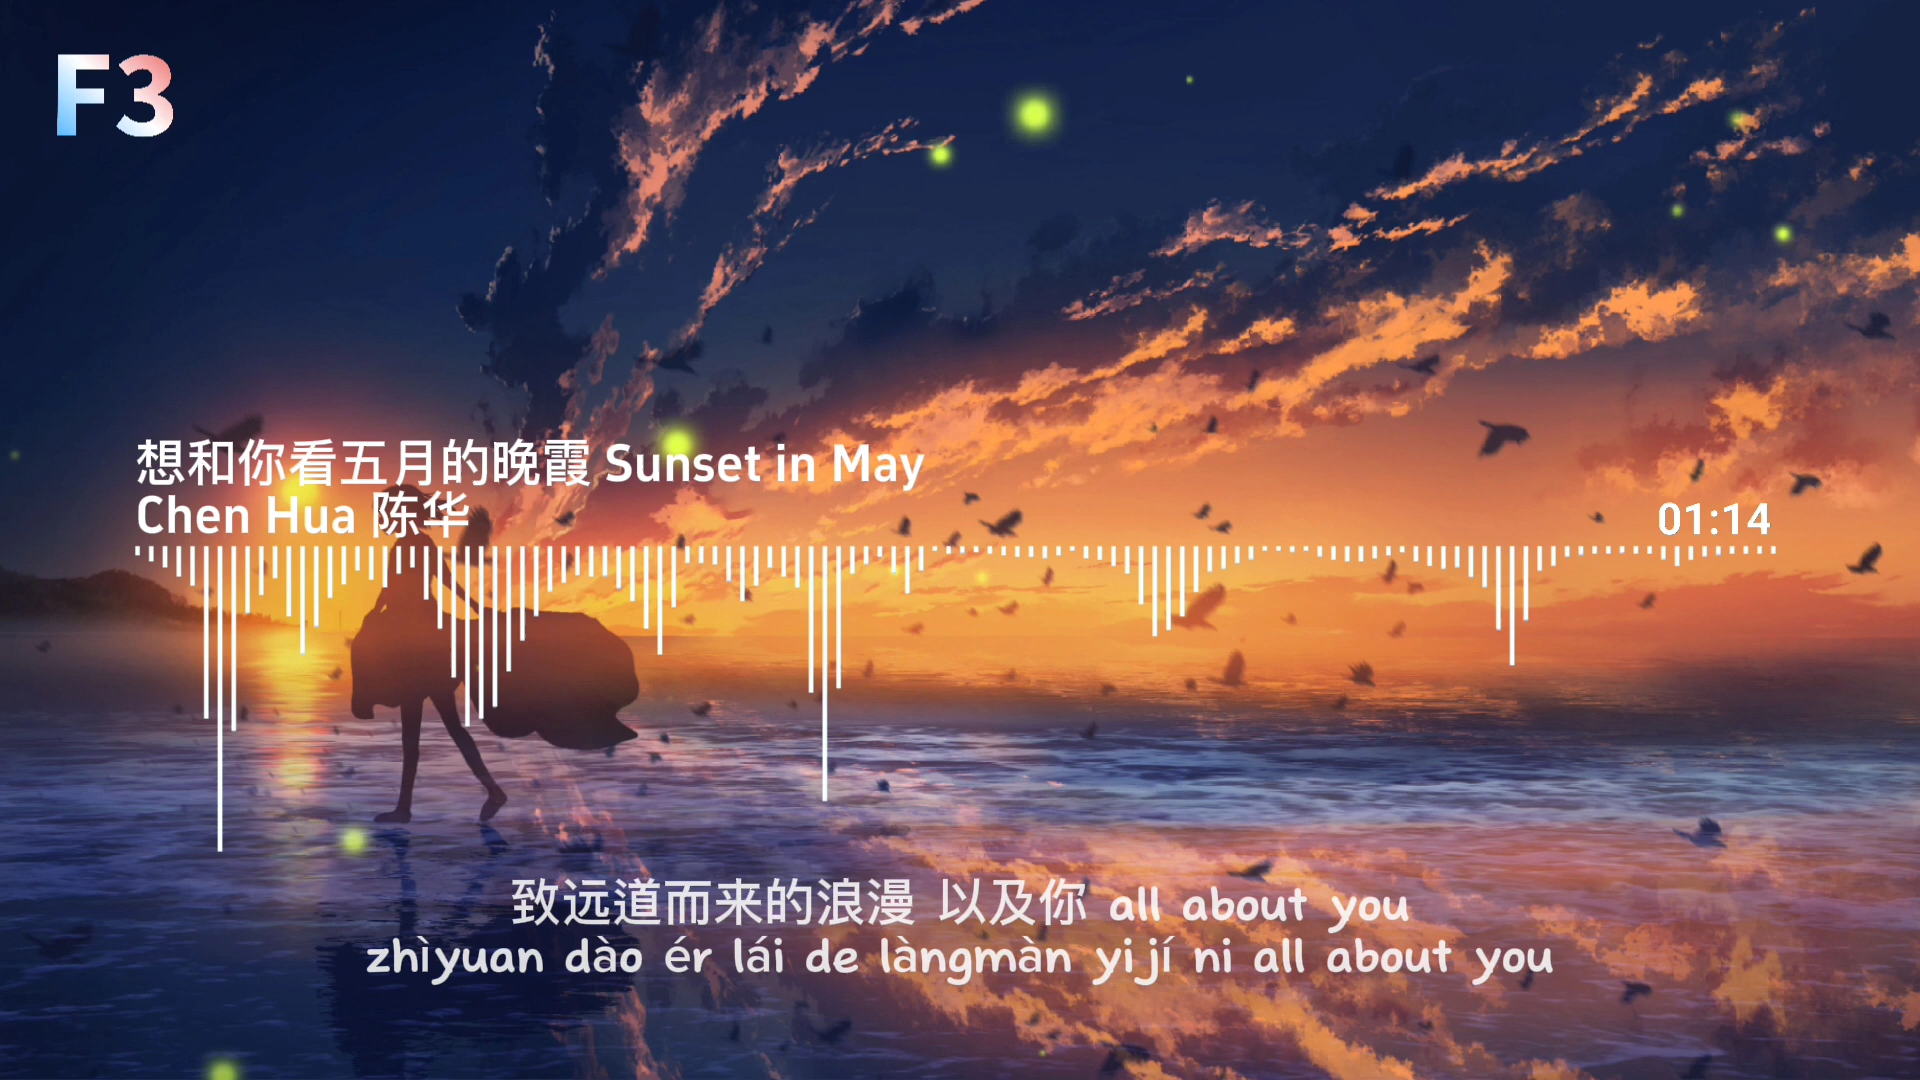 F3
想和你看五月的晚霞 Sunset in May
Chen Hua 陈华
01:14
致远道而来的浪漫 以及你 all about you
zhìyuan dào ér lái de làngmàn yijí ni all about you